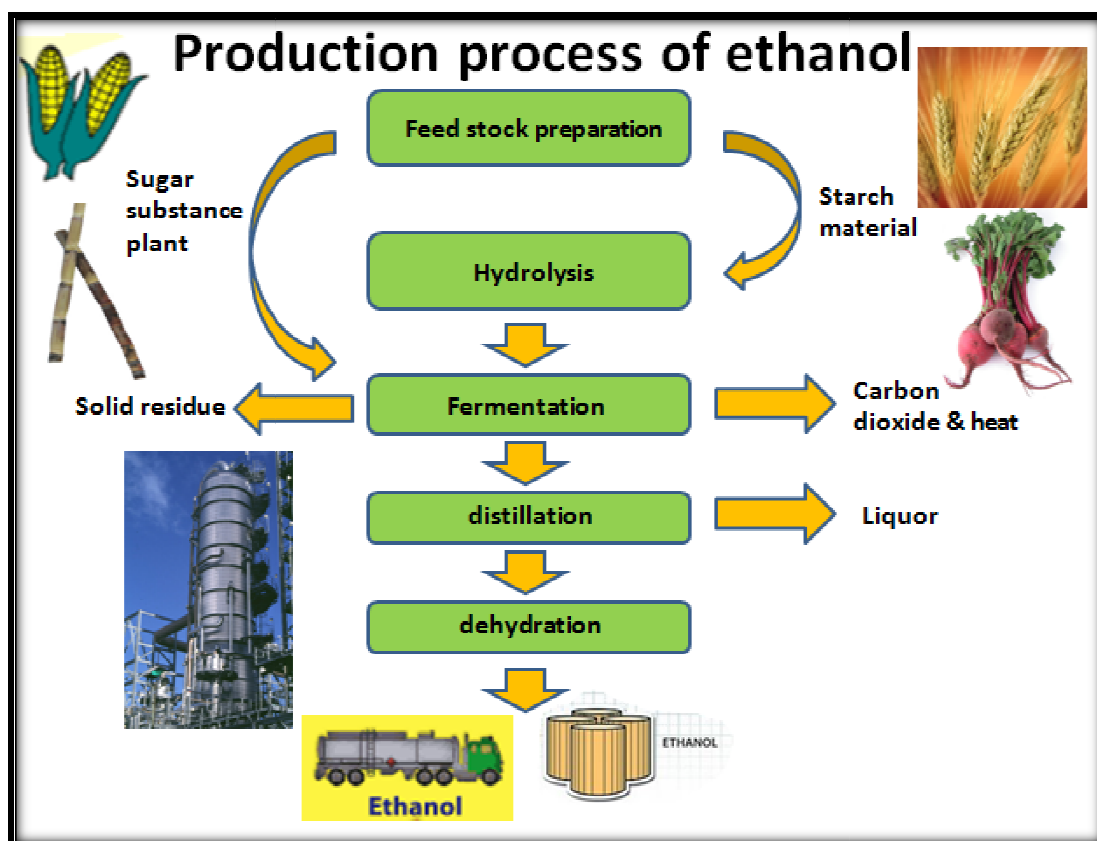 Production process of ethanol
Feed stock preparation
Sugar
substance
plant
Starch
material
Hydrolysis
Solid residue
Fermentation
Carbon
dioxide & heat
distillation
Liquor
dehydration
ETHANOL
Ethanol